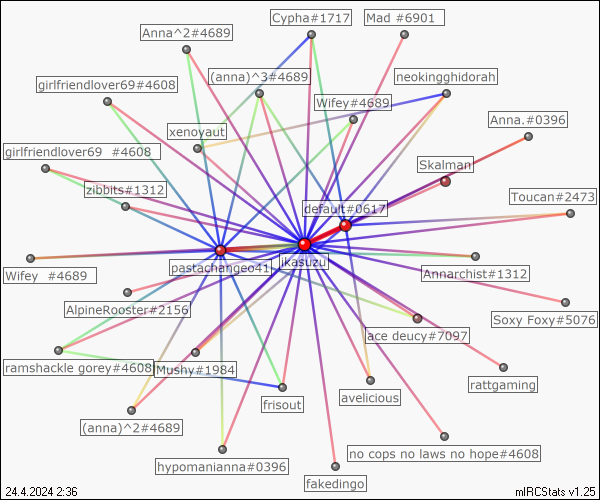 Cypha#1717
Mad #6901
Anna^2#4689
(anna)^3#4689
neokingghidorah
girlfriendlover69#4608
Wifey#4689
Anna.#0396
xenoyaut
girlfriendlover69 #4608
Skalman
zibbits#1312
Toucan#2473
default#0617
jkasuzu
pastachangeo41
Wifey #4689
Annarchist#1312
AlpineRooster#2156
Soxy Foxy#5076
ace deucy#7097
ramshackle gorey#4608
Mushy#1984
rattgaming
avelicious
frisout
(anna)^2#4689
no cops no laws no hope#4608
hypomanianna#0396
fakedingo
24.4.2024 2:36
mIRCStats v1.25